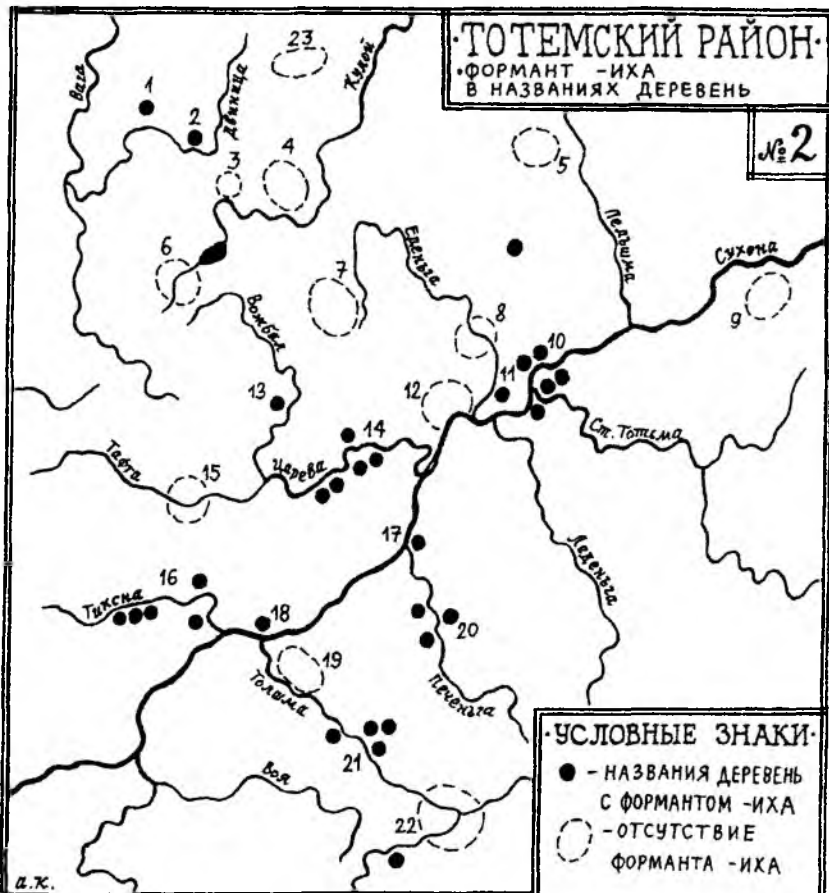 ·ТОТЕМСКИЙ РАЙОН·
·ФОРМАНТ -ИХА
В НАЗВАНИЯХ ДЕРЕВЕНЬ
№2
Вага
1
2
Двиница
23
Кулой
3
4
5
6
7
Вожбал
Еденьга
8
Педъшма
Сухона
9
10
11
12
13
14
Ст. Тотьма
Тафта
15
Царева
16
17
Леденьга
Тиксна
18
19
20
Толшма
Печеньга
21
Воя
22
·УСЛОВНЫЕ ЗНАКИ·
- НАЗВАНИЯ ДЕРЕВЕНЬ
С ФОРМАНТОМ -ИХА
- ОТСУТСТВИЕ
ФОРМАНТА -ИХА
А.К.